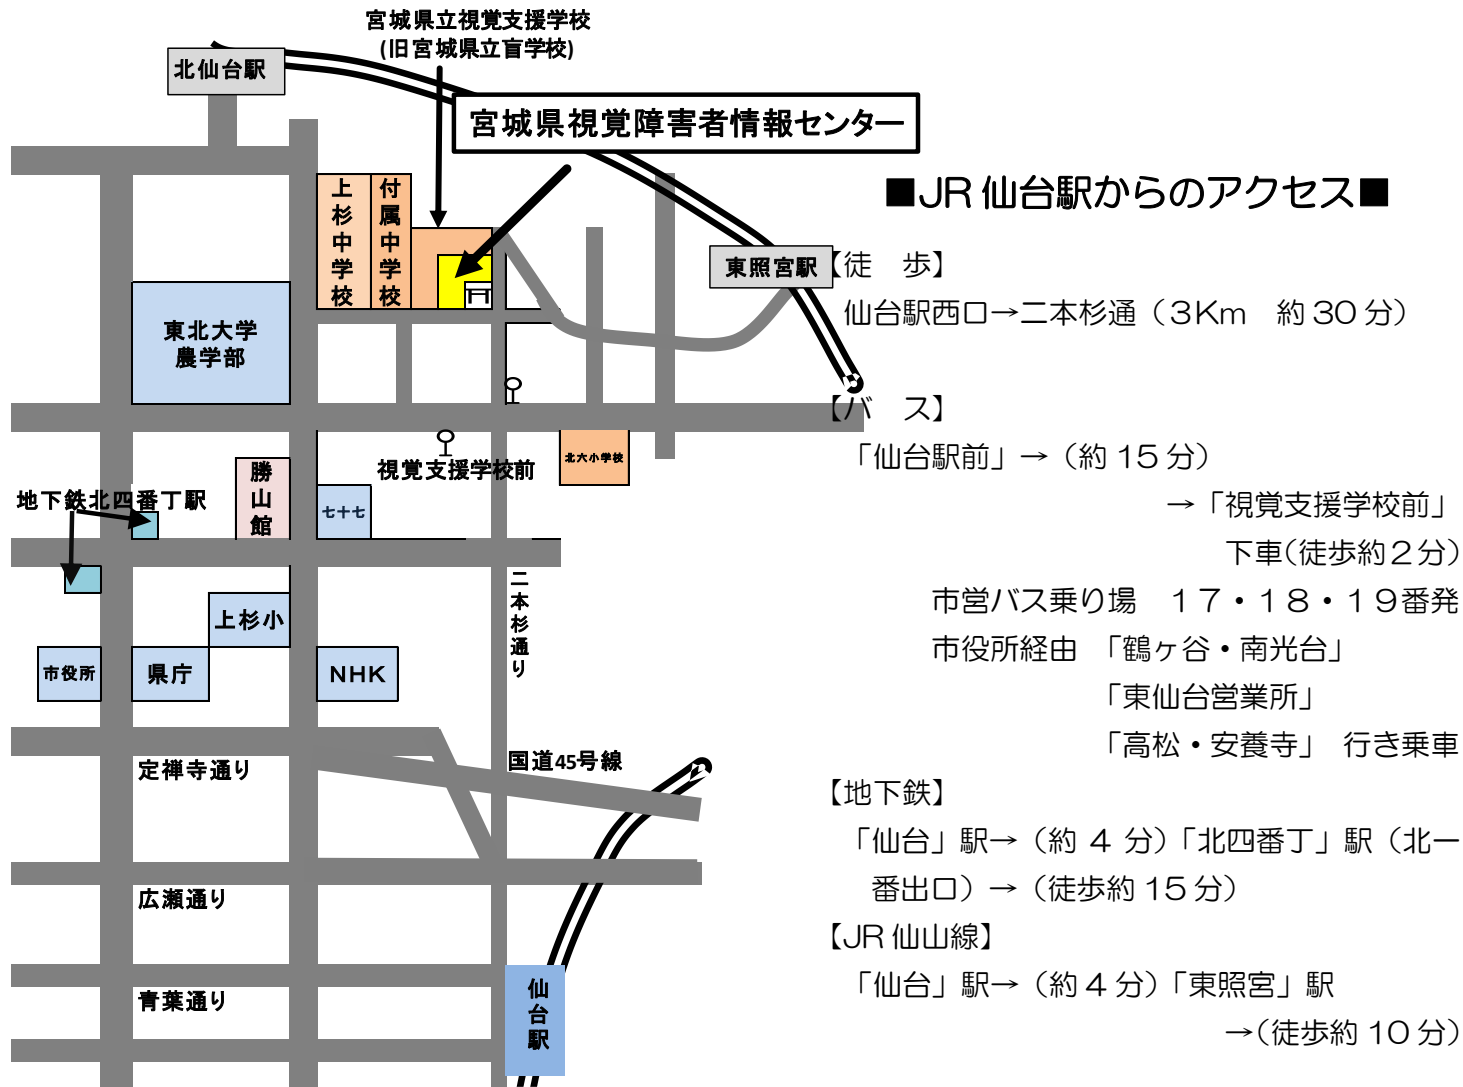 宮城県立視覚支援学校
(旧宮城県立盲学校)
北仙台駅
宮城県視覚障害者情報センター
上杉中学校
付属中学校
東照宮駅
東北大学
農学部
視覚支援学校前
北六小学校
勝山館
七十七
地下鉄北四番丁駅
二本杉通り
上杉小
市役所
県庁
NHK
定禅寺通り
国道45号線
広瀬通り
青葉通り
仙台駅
■JR 仙台駅からのアクセス■
【徒　歩】
仙台駅西口→二本杉通（３Km　約 30 分）
【バ　ス】
「仙台駅前」→（約 15 分）
→「視覚支援学校前」
下車(徒歩約２分)
市営バス乗り場　１７・１８・１９番発
市役所経由　「鶴ヶ谷・南光台」
「東仙台営業所」
「高松・安養寺」　行き乗車
【地下鉄】
「仙台」駅→（約 4 分）「北四番丁」駅（北一
番出口）→（徒歩約 15 分）
【JR 仙山線】
「仙台」駅→（約 4 分）「東照宮」駅
→(徒歩約 10 分)